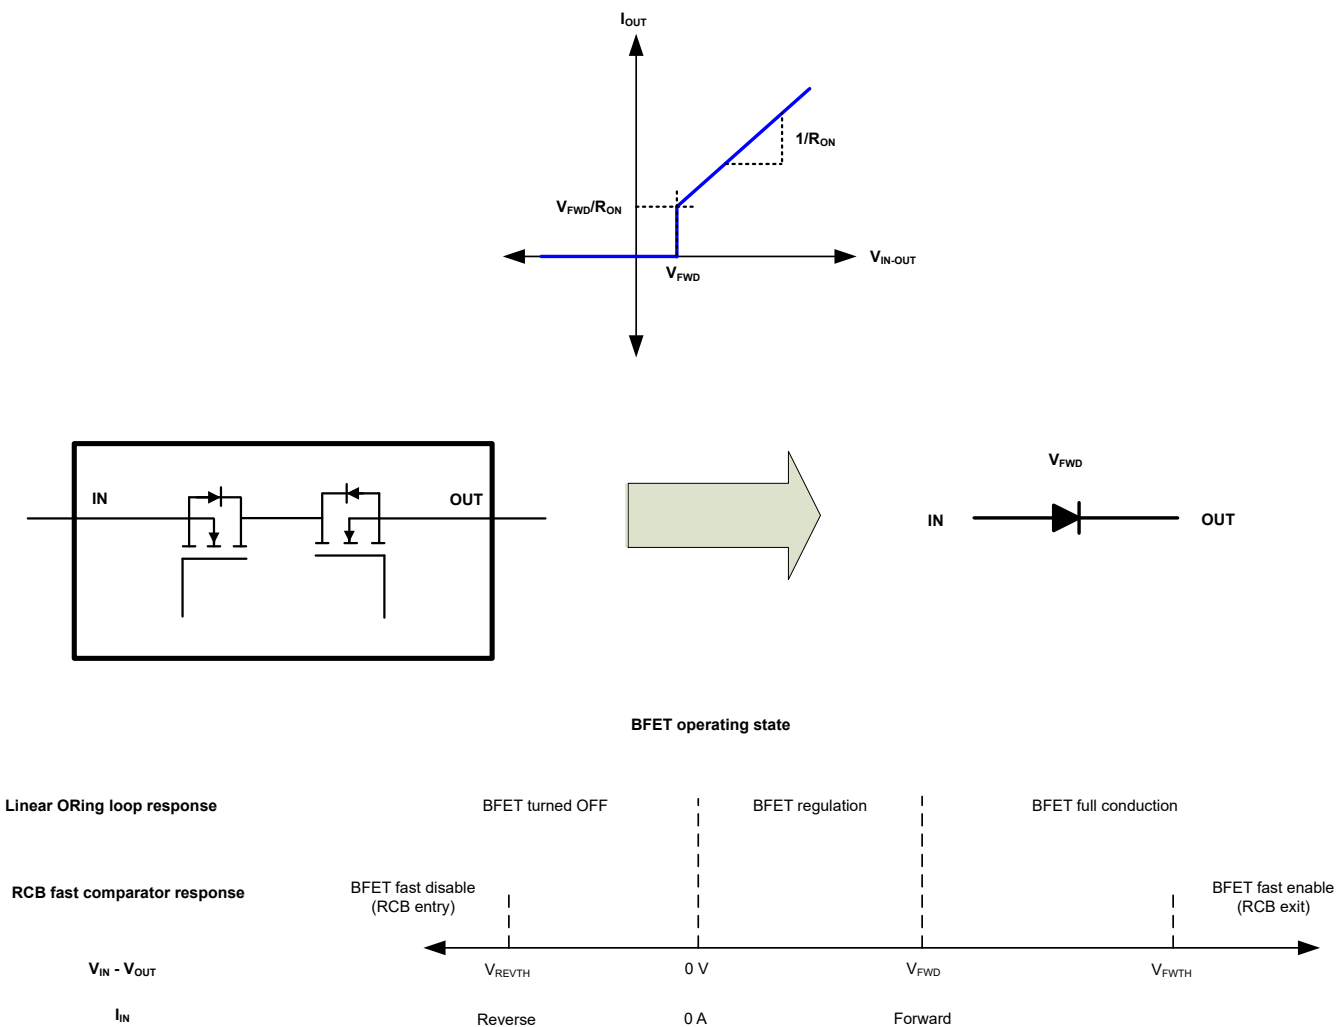 IOUT
1/RON
VFWD/RON
VIN-OUT
VFWD
VFWD
IN
OUT
IN
OUT
BFET operating state
Linear ORing loop response
BFET turned OFF
BFET regulation
BFET full conduction
RCB fast comparator response
BFET fast disable
(RCB entry)
BFET fast enable
(RCB exit)
VIN - VOUT
VREVTH
0 V
VFWD
VFWTH
IIN
Reverse
0 A
Forward